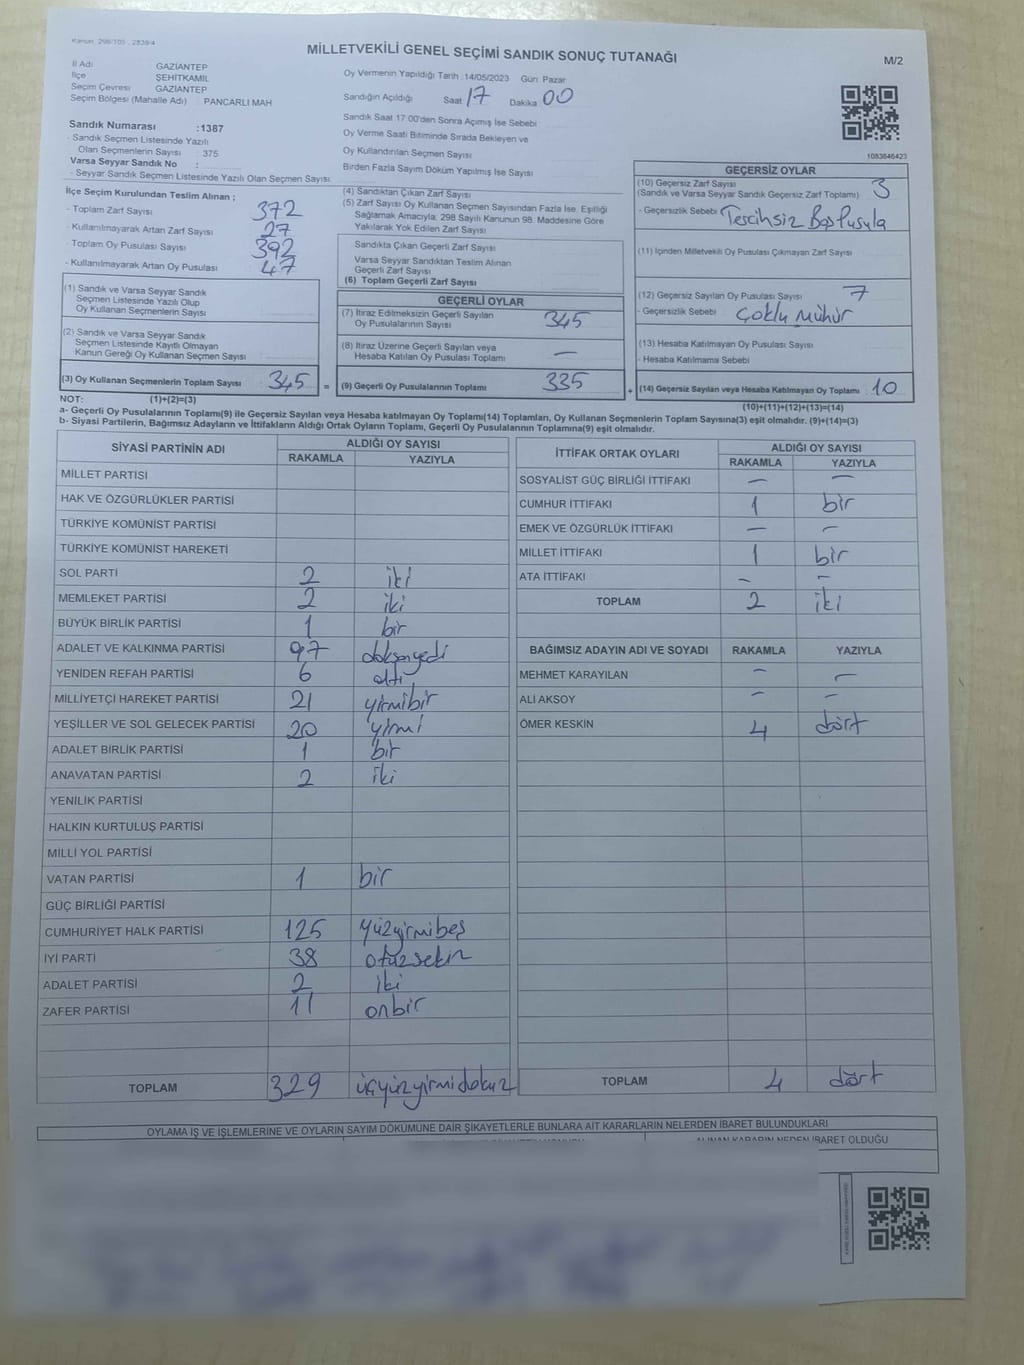 Kanun: 298/105 , 2839/4
MİLLETVEKİLİ GENEL SEÇİMİ SANDIK SONUÇ TUTANAĞI
M/2
İl Adı GAZİANTEP
İlçe ŞEHİTKAMİL
Seçim Çevresi GAZİANTEP
Seçim Bölgesi (Mahalle Adı) PANCARLI MAH
Sandık Numarası :1387
- Sandık Seçmen Listesinde Yazılı
Olan Seçmenlerin Sayısı 375
Varsa Seyyar Sandık No :
- Seyyar Sandık Seçmen Listesinde Yazılı Olan Seçmen Sayısı:
Oy Vermenin Yapıldığı Tarih :14/05/2023 Gün: Pazar
Sandığın Açıldığı Saat 17 Dakika 00
Sandık Saat 17:00'den Sonra Açılmış İse Sebebi
Oy Verme Saati Bitiminde Sırada Bekleyen ve
Oy Kullandırılan Seçmen Sayısı
Birden Fazla Sayım Döküm Yapılmış İse Sayısı
1083646423
İlçe Seçim Kurulundan Teslim Alınan ;
- Toplam Zarf Sayısı 372
- Kullanılmayarak Artan Zarf Sayısı 27
- Toplam Oy Pusulası Sayısı 392
- Kullanılmayarak Artan Oy Pusulası 47
(1) Sandık ve Varsa Seyyar Sandık
Seçmen Listesinde Yazılı Olup
Oy Kullanan Seçmenlerin Sayısı
(2) Sandık ve Varsa Seyyar Sandık
Seçmen Listesinde Kayıtlı Olmayan
Kanun Gereği Oy Kullanan Seçmen Sayısı
(3) Oy Kullanan Seçmenlerin Toplam Sayısı : 345 =
(4) Sandıktan Çıkan Zarf Sayısı
(5) Zarf Sayısı Oy Kullanan Seçmen Sayısından Fazla İse, Eşitliği
Sağlamak Amacıyla, 298 Sayılı Kanunun 98. Maddesine Göre
Yakılarak Yok Edilen Zarf Sayısı
Sandıkta Çıkan Geçerli Zarf Sayısı
Varsa Seyyar Sandıktan Teslim Alınan
Geçerli Zarf Sayısı
(6) Toplam Geçerli Zarf Sayısı
GEÇERLİ OYLAR
(7) İtiraz Edilmeksizin Geçerli Sayılan
Oy Pusulalarının Sayısı 345
(8) İtiraz Üzerine Geçerli Sayılan veya
Hesaba Katılan Oy Pusulası Toplamı —
(9) Geçerli Oy Pusulalarının Toplamı 335 +
GEÇERSİZ OYLAR
(10) Geçersiz Zarf Sayısı
(Sandık ve Varsa Seyyar Sandık Geçersiz Zarf Toplamı) 3
- Geçersizlik Sebebi : Tercihsiz Boş Pusula
(11) İçinden Milletvekili Oy Pusulası Çıkmayan Zarf Sayısı
(12) Geçersiz Sayılan Oy Pusulası Sayısı 7
- Geçersizlik Sebebi : çoklu mühür
(13) Hesaba Katılmayan Oy Pusulası Sayısı
- Hesaba Katılmama Sebebi
(14) Geçersiz Sayılan veya Hesaba Katılmayan Oy Toplamı : 10
NOT: (1)+(2)=(3) (10)+(11)+(12)+(13)=(14)
a- Geçerli Oy Pusulalarının Toplamı(9) ile Geçersiz Sayılan veya Hesaba katılmayan Oy Toplamı(14) Toplamları, Oy Kullanan Seçmenlerin Toplam Sayısına(3) eşit olmalıdır. (9)+(14)=(3)
b- Siyasi Partilerin, Bağımsız Adayların ve İttifakların Aldığı Ortak Oyların Toplamı, Geçerli Oy Pusulalarının Toplamına(9) eşit olmalıdır.
SİYASİ PARTİNİN ADI ALDIĞI OY SAYISI
RAKAMLA YAZIYLA
MİLLET PARTİSİ
HAK VE ÖZGÜRLÜKLER PARTİSİ
TÜRKİYE KOMÜNİST PARTİSİ
TÜRKİYE KOMÜNİST HAREKETİ
SOL PARTİ 2 iki
MEMLEKET PARTİSİ 2 iki
BÜYÜK BİRLİK PARTİSİ 1 bir
ADALET VE KALKINMA PARTİSİ 97 doksanyedi
YENİDEN REFAH PARTİSİ 6 altı
MİLLİYETÇİ HAREKET PARTİSİ 21 yirmibir
YEŞİLLER VE SOL GELECEK PARTİSİ 20 yirmi
ADALET BİRLİK PARTİSİ 1 bir
ANAVATAN PARTİSİ 2 iki
YENİLİK PARTİSİ
HALKIN KURTULUŞ PARTİSİ
MİLLİ YOL PARTİSİ
VATAN PARTİSİ 1 bir
GÜÇ BİRLİĞİ PARTİSİ
CUMHURİYET HALK PARTİSİ 125 yüzyirmibeş
İYİ PARTİ 38 otuzsekiz
ADALET PARTİSİ 2 iki
ZAFER PARTİSİ 11 onbir
TOPLAM 329 üçyüzyirmidokuz
İTTİFAK ORTAK OYLARI ALDIĞI OY SAYISI
RAKAMLA YAZIYLA
SOSYALİST GÜÇ BİRLİĞİ İTTİFAKI — —
CUMHUR İTTİFAKI 1 bir
EMEK VE ÖZGÜRLÜK İTTİFAKI — —
MİLLET İTTİFAKI 1 bir
ATA İTTİFAKI — —
TOPLAM 2 iki
BAĞIMSIZ ADAYIN ADI VE SOYADI RAKAMLA YAZIYLA
MEHMET KARAYILAN — —
ALİ AKSOY — —
ÖMER KESKİN 4 dört
TOPLAM 4 dört
OYLAMA İŞ VE İŞLEMLERİNE VE OYLARIN SAYIM DÖKÜMÜNE DAİR ŞİKAYETLERLE BUNLARA AİT KARARLARIN NELERDEN İBARET BULUNDUKLARI
ALINAN KARARIN NEDEN İBARET OLDUĞU